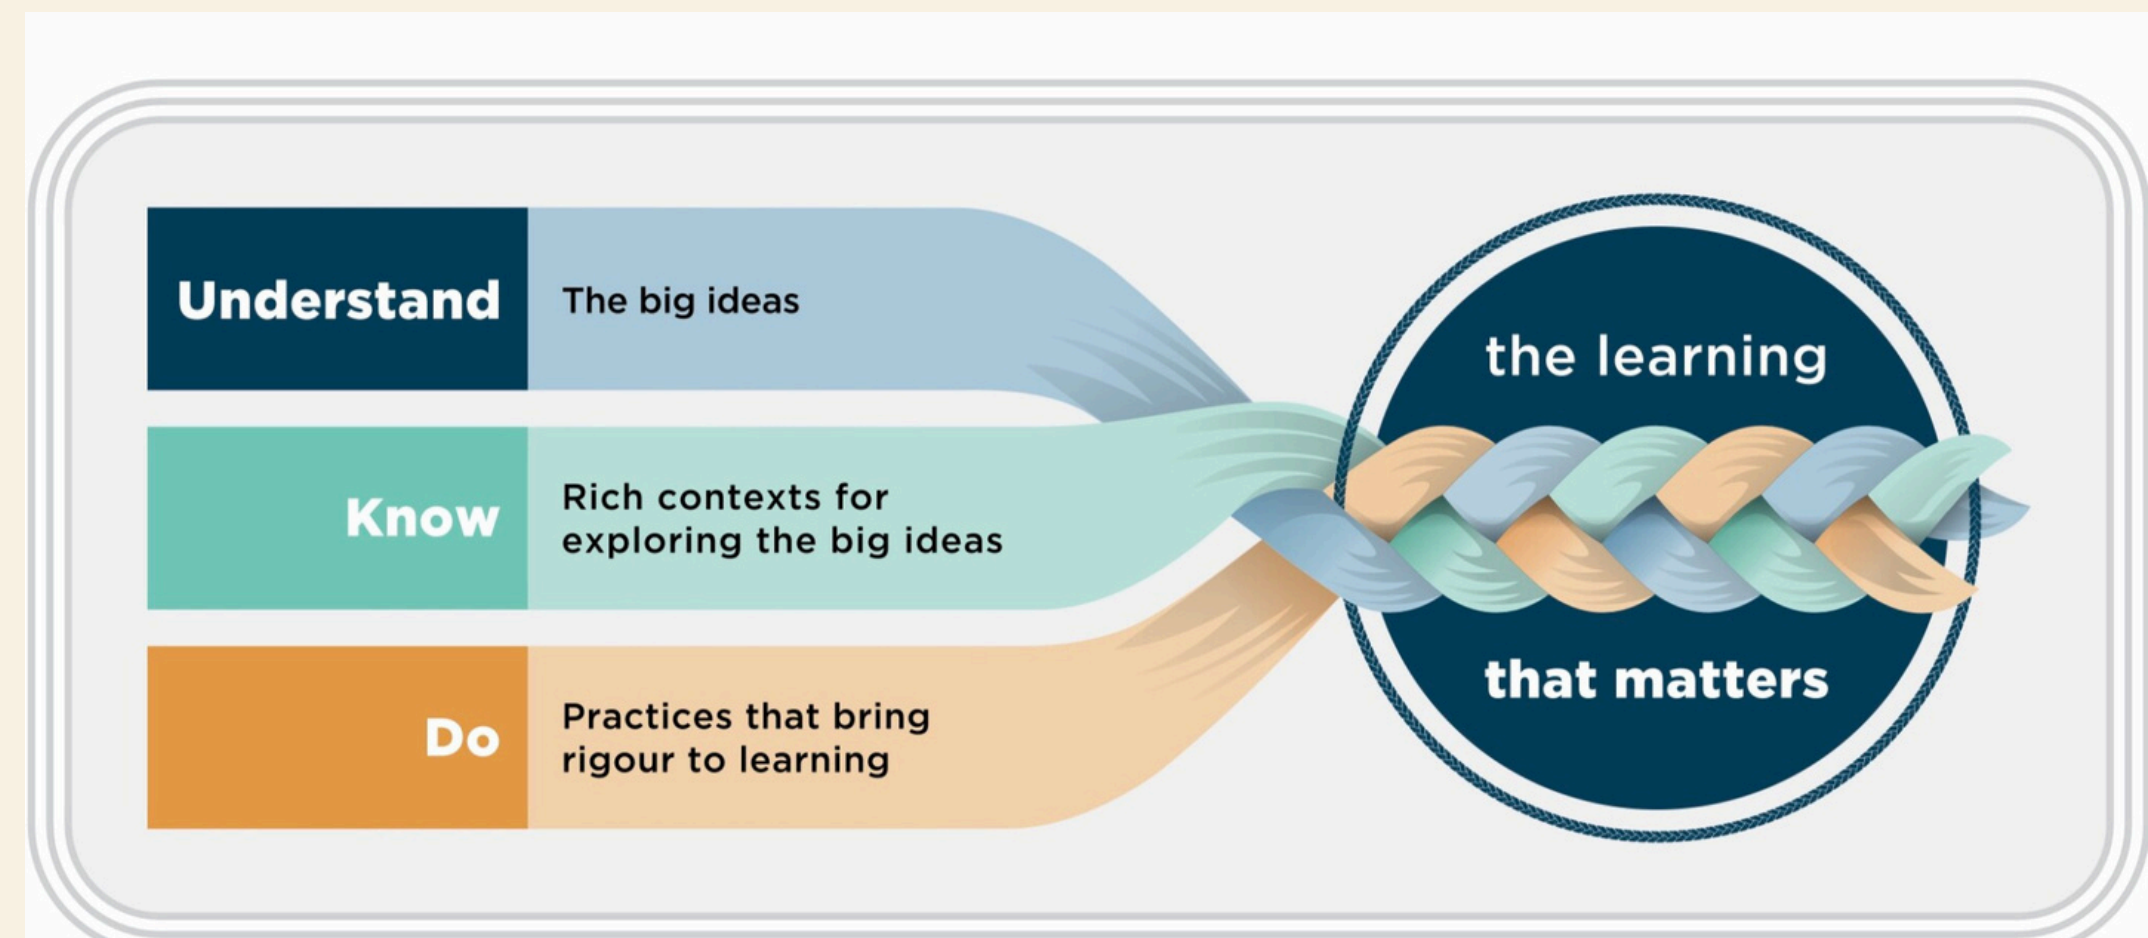 Understand
The big ideas
Know
Rich contexts for
exploring the big ideas
Do
Practices that bring
rigour to learning
the learning
that matters